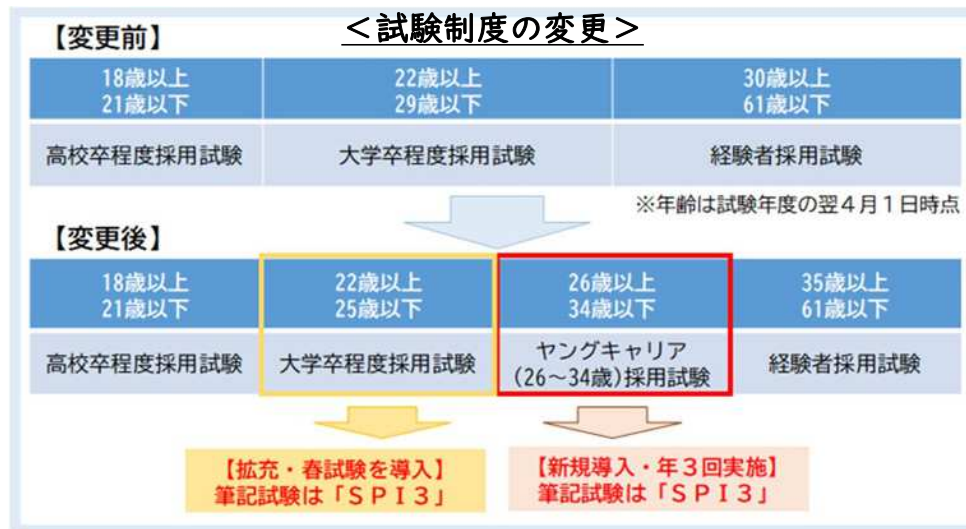 <試験制度の変更>
【変更前】
18歳以上
21歳以下
22歳以上
29歳以下
30歳以上
61歳以下
高校卒程度採用試験
大学卒程度採用試験
経験者採用試験
※年齢は試験年度の翌4月1日時点
【変更後】
18歳以上
21歳以下
22歳以上
25歳以下
26歳以上
34歳以下
35歳以上
61歳以下
高校卒程度採用試験
大学卒程度採用試験
ヤングキャリア
(26～34歳)採用試験
経験者採用試験
【拡充・春試験を導入】
筆記試験は「SPI3」
【新規導入・年3回実施】
筆記試験は「SPI3」